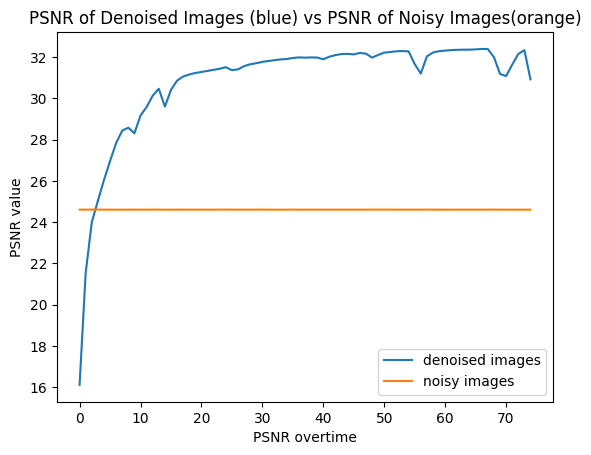 PSNR of Denoised Images (blue) vs PSNR of Noisy Images(orange)
PSNR value
32
30
28
26
24
22
20
18
16
denoised images
noisy images
0 10 20 30 40 50 60 70
PSNR overtime